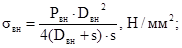 σвн = Pвн · Dвн² / 4(Dвн + s) · s, Н / мм²;